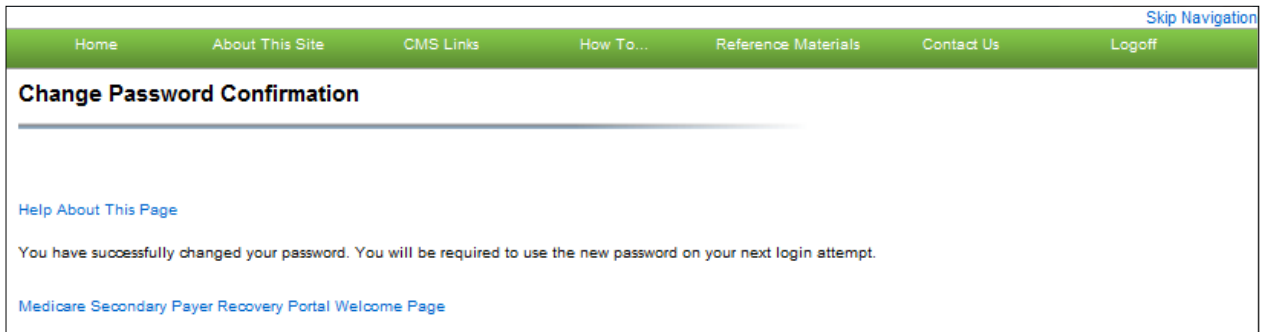 Skip Navigation
Home About This Site CMS Links How To... Reference Materials Contact Us Logoff
Change Password Confirmation
Help About This Page
You have successfully changed your password. You will be required to use the new password on your next login attempt.
Medicare Secondary Payer Recovery Portal Welcome Page